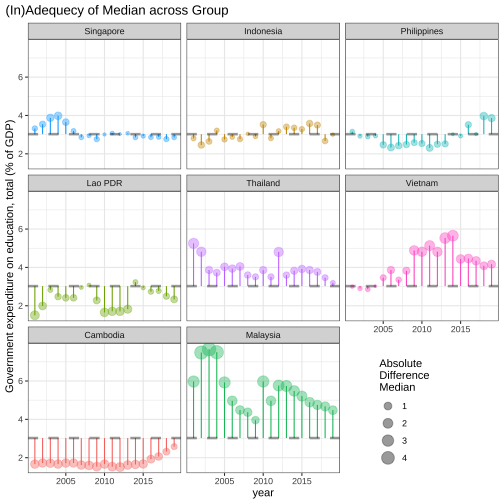 (In)Adequecy of Median across Group
Singapore Indonesia Philippines
6
4
2
Lao PDR Thailand Vietnam
6
4
2
2005 2010 2015
Cambodia Malaysia
6
4
2
2005 2010 2015 2005 2010 2015
Government expenditure on education, total (% of GDP)
year
Absolute
Difference
Median
1
2
3
4